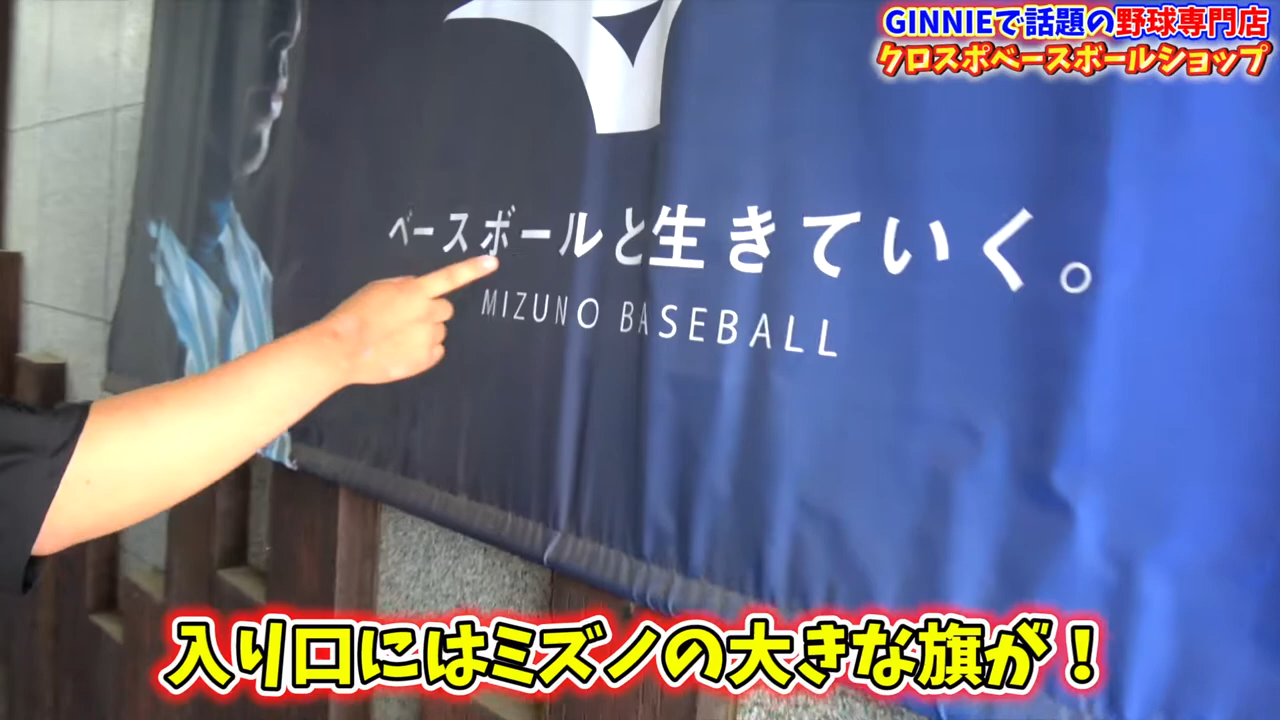 GINNIEで話題の野球専門店
クロスポベースボールショップ
ベースボールと生きていく。
MIZUNO BASEBALL
入り口にはミズノの大きな旗が!